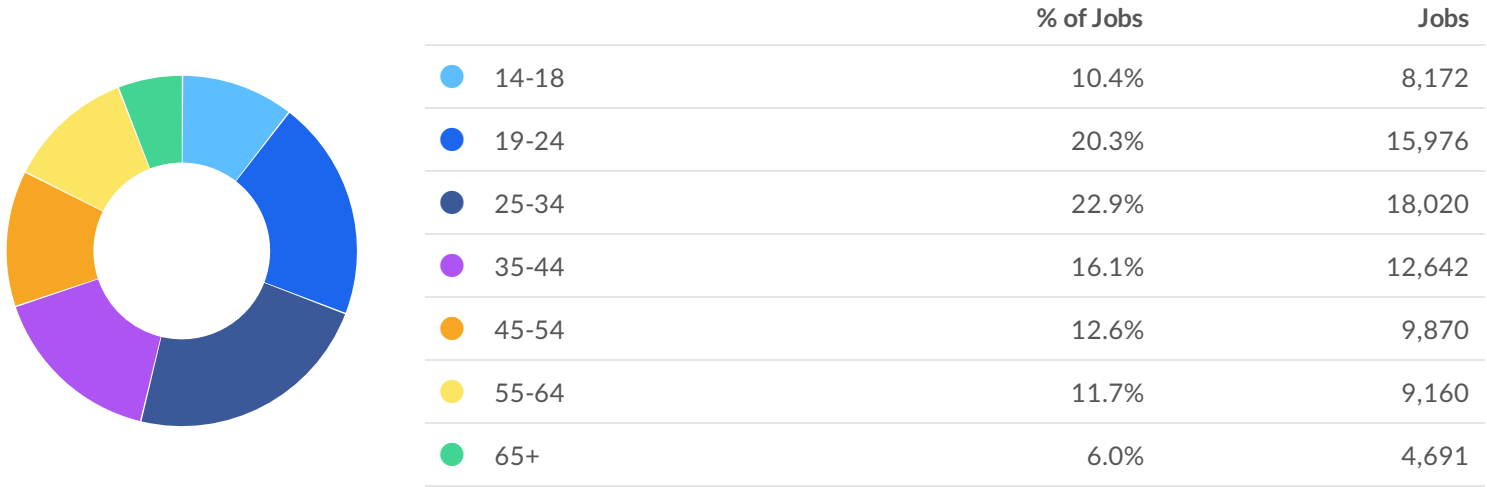 % of Jobs Jobs
14-18 10.4% 8,172
19-24 20.3% 15,976
25-34 22.9% 18,020
35-44 16.1% 12,642
45-54 12.6% 9,870
55-64 11.7% 9,160
65+ 6.0% 4,691